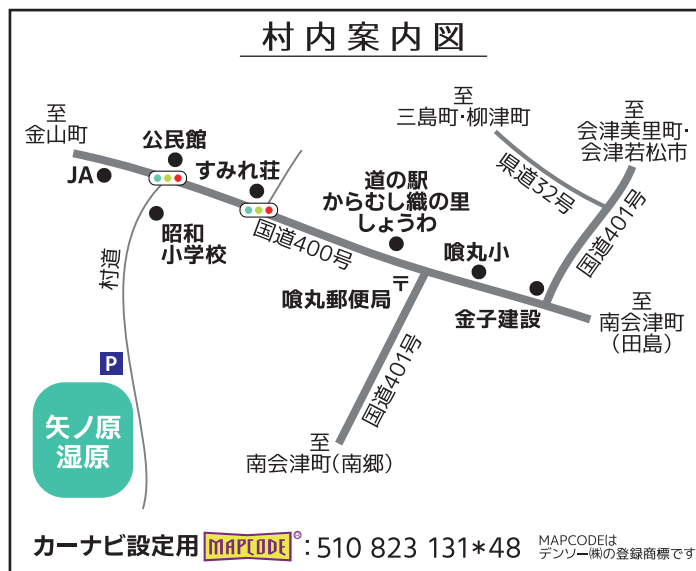 村内案内図
至
金山町
公民館
JA
すみれ荘
昭和
小学校
村道
P
矢ノ原
湿原
国道400号
道の駅
からむし織の里
しょうわ
至
三島町・柳津町
県道32号
至
会津美里町・
会津若松市
国道401号
喰丸小
〒
喰丸郵便局
金子建設
至
南会津町
（田島）
国道401号
至
南会津町（南郷）
カーナビ設定用 MAPCODE®：510 823 131*48
MAPCODEは
デンソー㈱の登録商標です